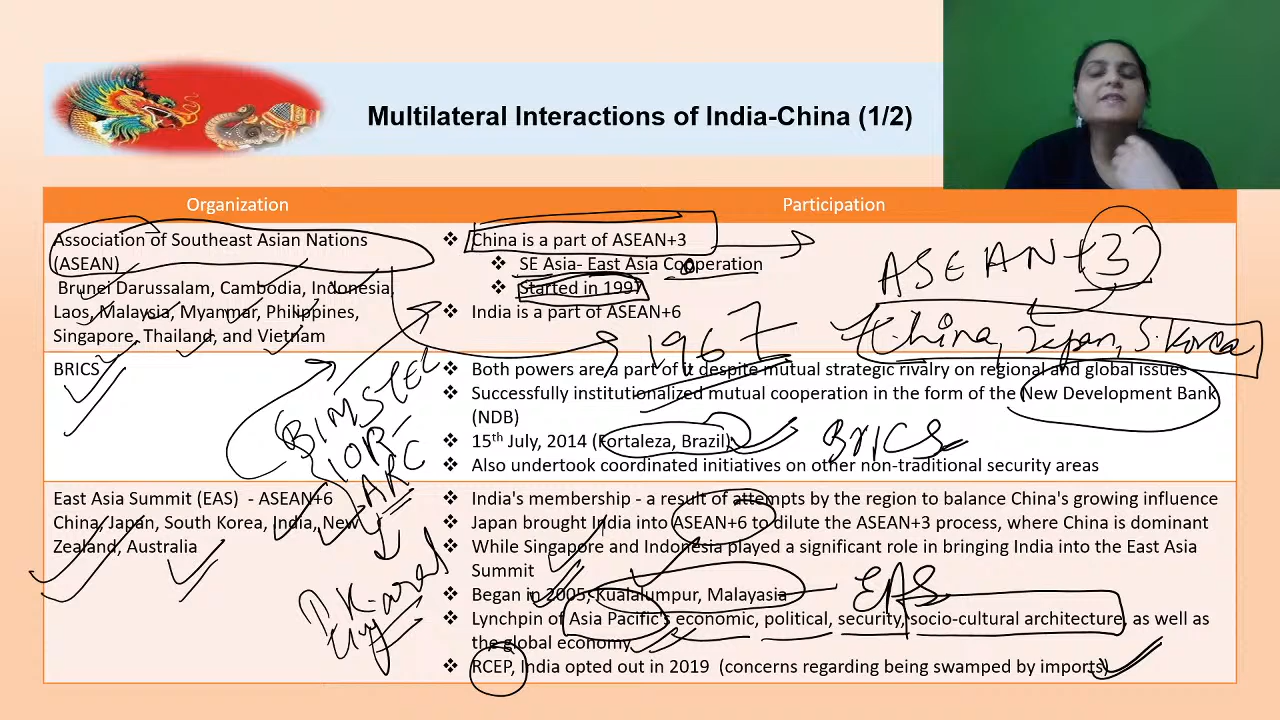 Multilateral Interactions of India-China (1/2)
Organization
Participation
Association of Southeast Asian Nations
(ASEAN)
Brunei Darussalam, Cambodia, Indonesia,
Laos, Malaysia, Myanmar, Philippines,
Singapore, Thailand, and Vietnam
❖ China is a part of ASEAN+3
❖ SE Asia- East Asia Cooperation
❖ Started in 1997
❖ India is a part of ASEAN+6
ASEAN+3
China, Japan, S.Korea
1967
BRICS
❖ Both powers are a part of it despite mutual strategic rivalry on regional and global issues
❖ Successfully institutionalized mutual cooperation in the form of the New Development Bank
(NDB)
❖ 15th July, 2014 (Fortaleza, Brazil)
❖ Also undertook coordinated initiatives on other non-traditional security areas
BRICS
BIMSTEC
IOR-
ARC
East Asia Summit (EAS) - ASEAN+6
China, Japan, South Korea, India, New
Zealand, Australia
❖ India's membership - a result of attempts by the region to balance China's growing influence
❖ Japan brought India into ASEAN+6 to dilute the ASEAN+3 process, where China is dominant
❖ While Singapore and Indonesia played a significant role in bringing India into the East Asia
Summit
❖ Began in 2005: Kualalumpur, Malayasia
❖ Lynchpin of Asia Pacific's economic, political, security, socio-cultural architecture, as well as
the global economy
❖ RCEP, India opted out in 2019 (concerns regarding being swamped by imports)
EAS